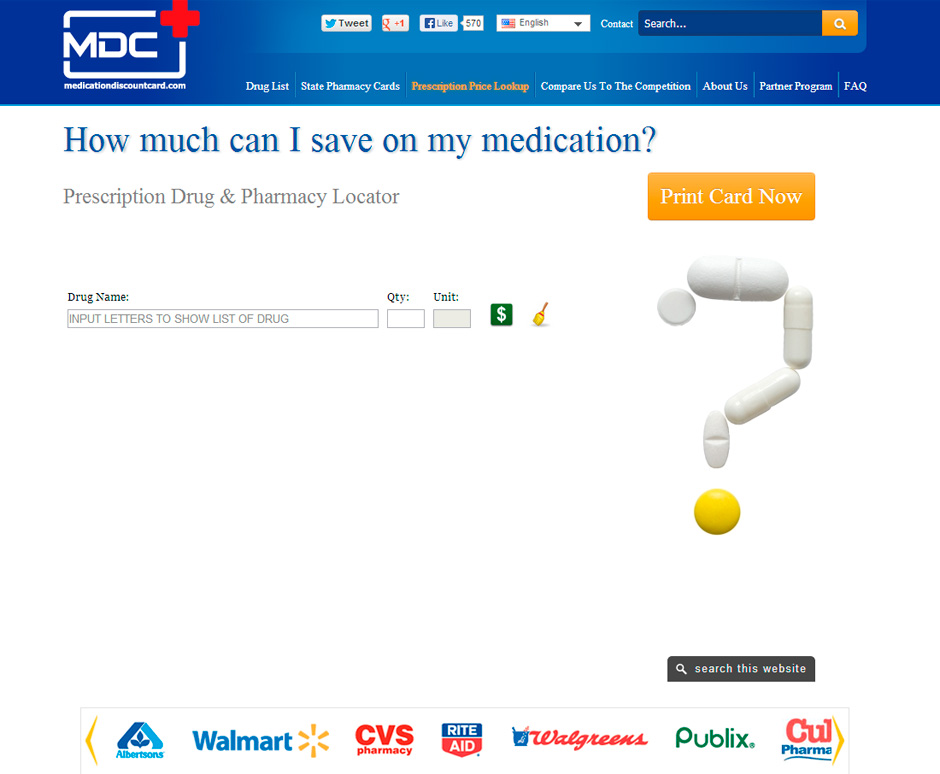 MDC
medicationdiscountcard.com
Tweet
+1
Like
570
English
Contact
Search...
Drug List
State Pharmacy Cards
Prescription Price Lookup
Compare Us To The Competition
About Us
Partner Program
FAQ
How much can I save on my medication?
Prescription Drug & Pharmacy Locator
Print Card Now
Drug Name:
Qty:
Unit:
INPUT LETTERS TO SHOW LIST OF DRUG
$
search this website
Albertsons
Walmart
CVS
pharmacy
RITE
AID
Walgreens
Publix.
Cu
Pharma